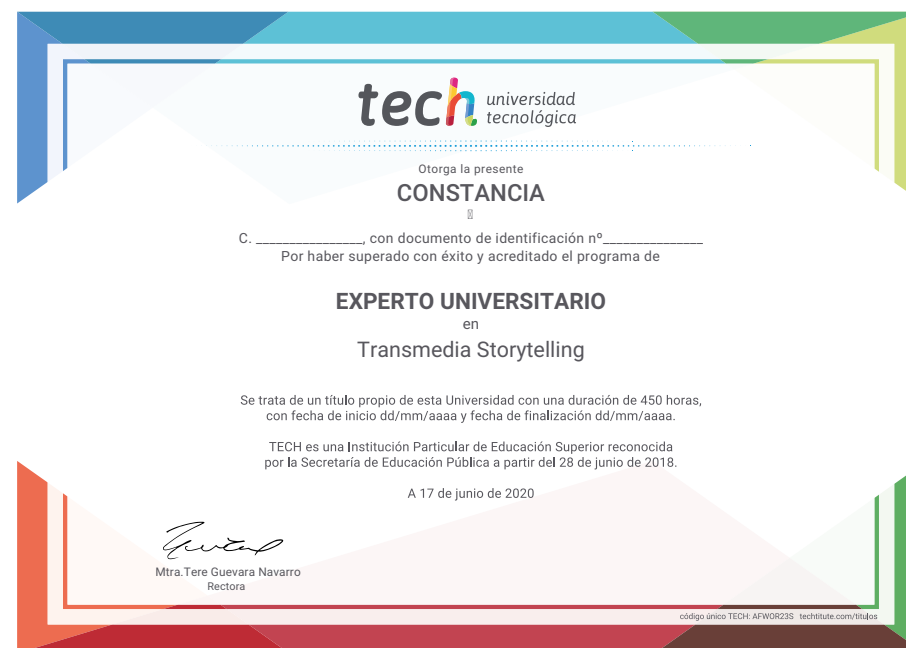 tech universidad
tecnológica
Otorga la presente
CONSTANCIA
C. ________________, con documento de identificación nº_______________
Por haber superado con éxito y acreditado el programa de
EXPERTO UNIVERSITARIO
en
Transmedia Storytelling
Se trata de un título propio de esta Universidad con una duración de 450 horas,
con fecha de inicio dd/mm/aaaa y fecha de finalización dd/mm/aaaa.
TECH es una Institución Particular de Educación Superior reconocida
por la Secretaría de Educación Pública a partir del 28 de junio de 2018.
A 17 de junio de 2020
Mtra.Tere Guevara Navarro
Rectora
código único TECH: AFWOR23S techtitute.com/titulos